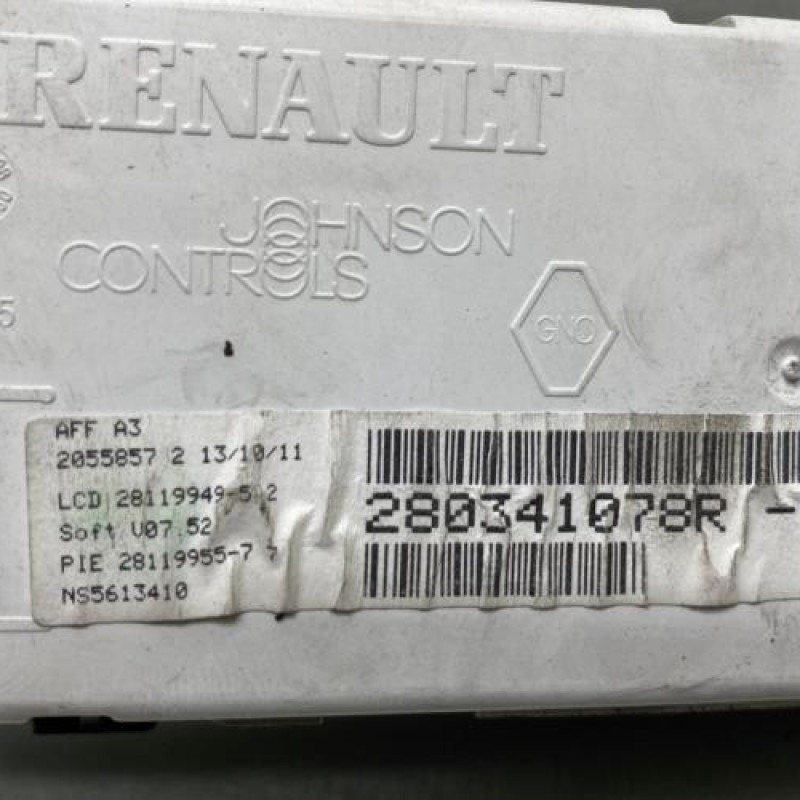 RENAULT
JOHNSON
CONTROLS
GNO
5
AFF A3
2055857 2 13/10/11
LCD 28119949-5 2
Soft V07.52
PIE 28119955-7
NS5613410
280341078R -